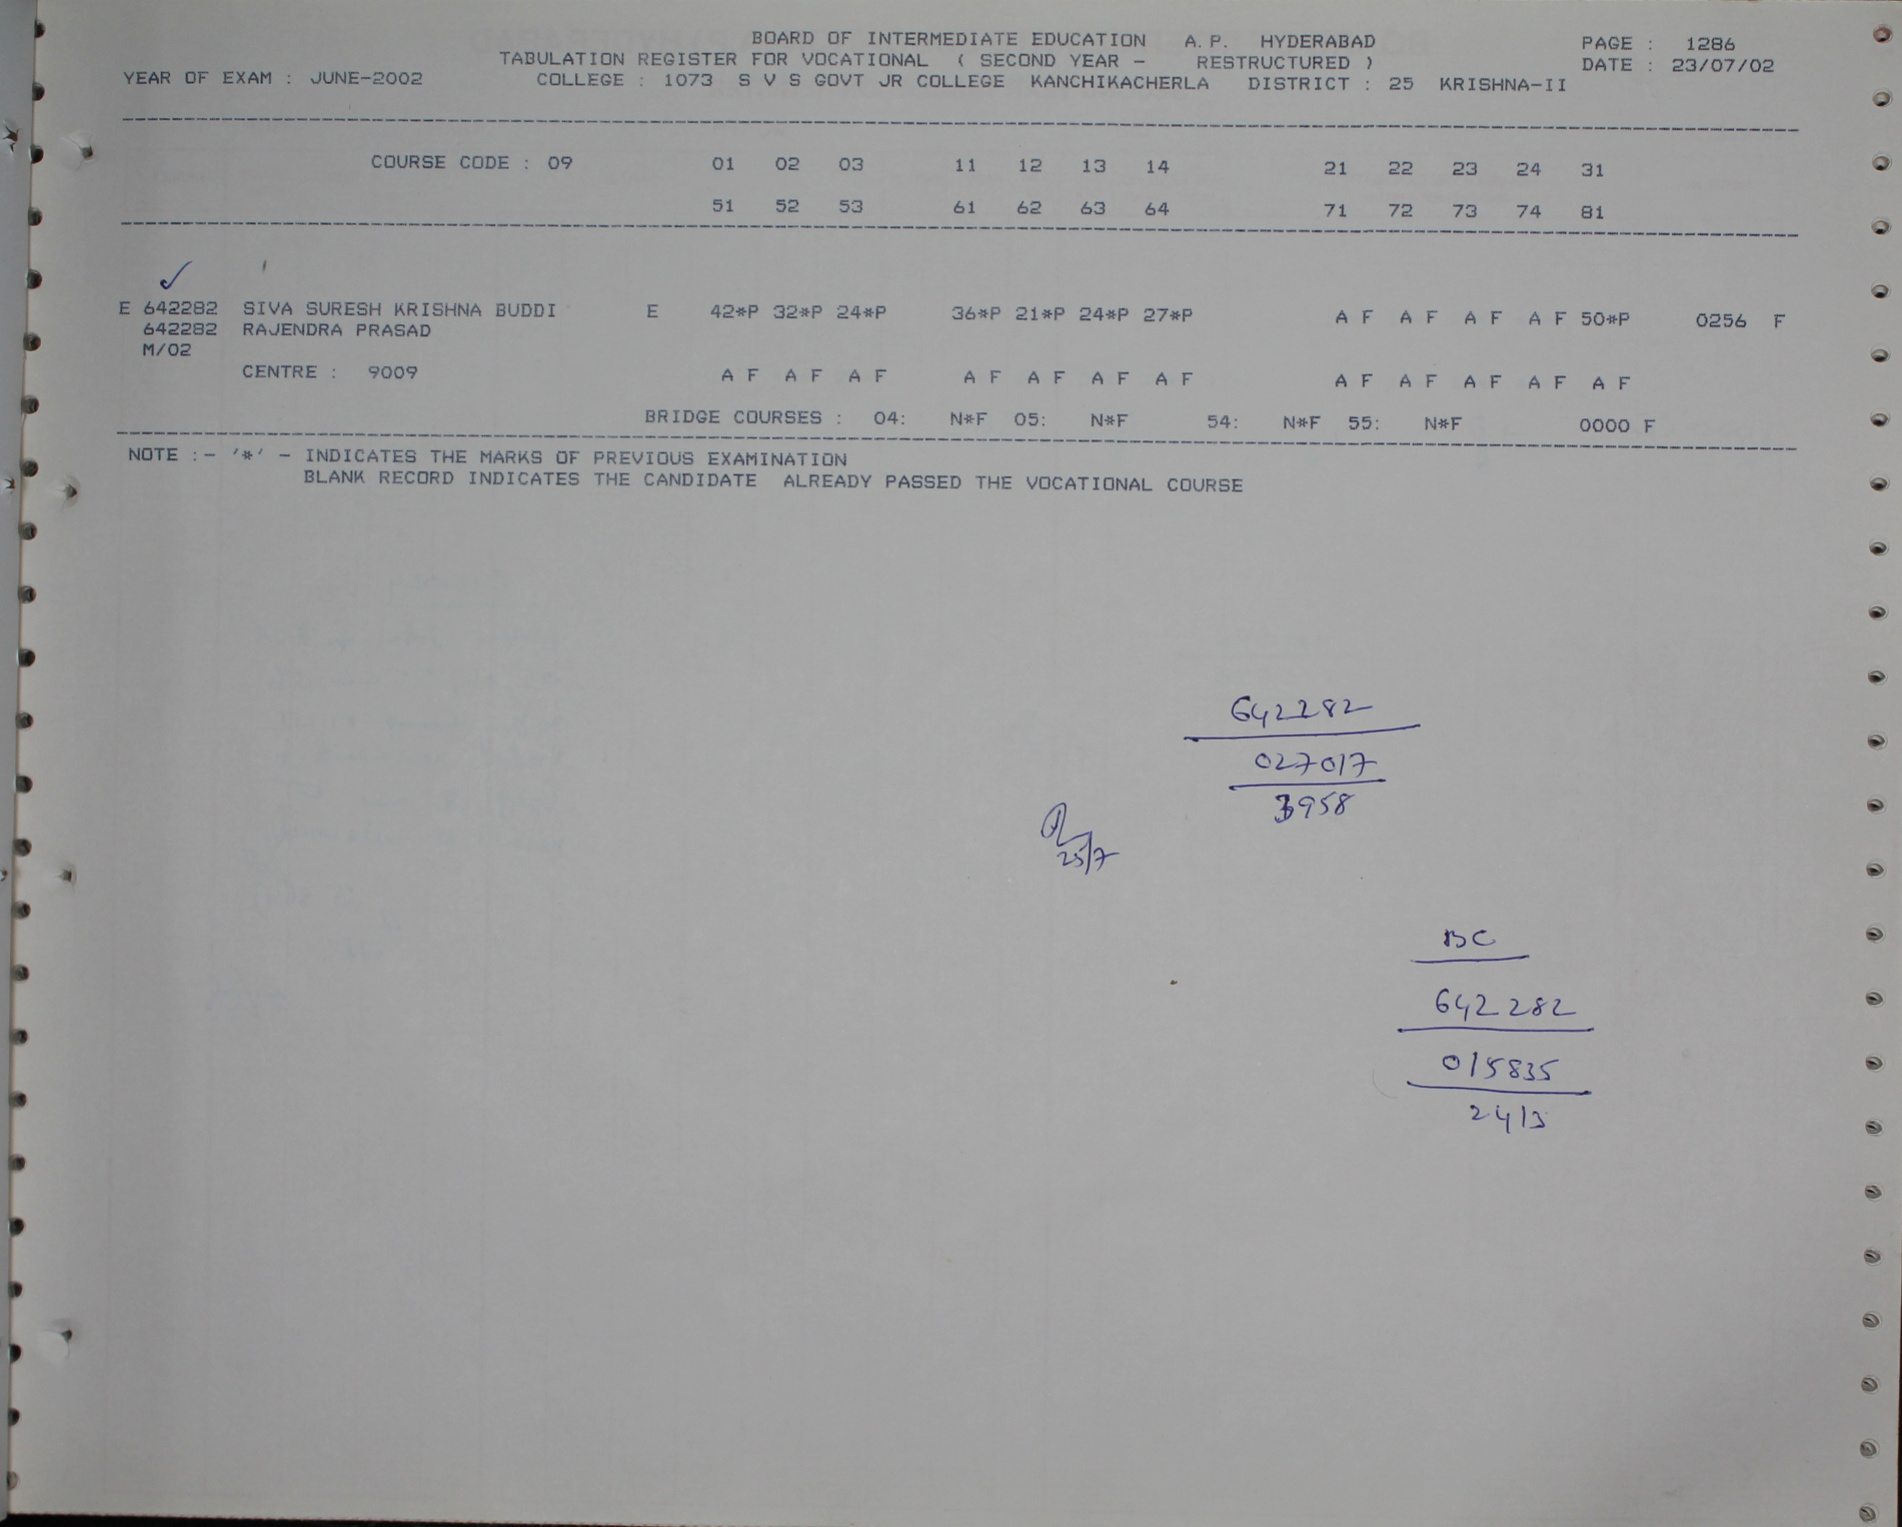 BOARD OF INTERMEDIATE EDUCATION A.P. HYDERABAD PAGE : 1286
TABULATION REGISTER FOR VOCATIONAL ( SECOND YEAR - RESTRUCTURED ) DATE : 23/07/02
YEAR OF EXAM : JUNE-2002 COLLEGE : 1073 S V S GOVT JR COLLEGE KANCHIKACHERLA DISTRICT : 25 KRISHNA-II
COURSE CODE : 09 01 02 03 11 12 13 14 21 22 23 24 31
51 52 53 61 62 63 64 71 72 73 74 81
E 642282 SIVA SURESH KRISHNA BUDDI E 42*P 32*P 24*P 36*P 21*P 24*P 27*P A F A F A F A F 50*P 0256 F
642282 RAJENDRA PRASAD
M/02
CENTRE : 9009 A F A F A F A F A F A F A F A F A F A F A F A F
BRIDGE COURSES : 04: N*F 05: N*F 54: N*F 55: N*F 0000 F
NOTE :- '*' - INDICATES THE MARKS OF PREVIOUS EXAMINATION
BLANK RECORD INDICATES THE CANDIDATE ALREADY PASSED THE VOCATIONAL COURSE
642282
027017
3958
25/7
BC
642282
015835
2413